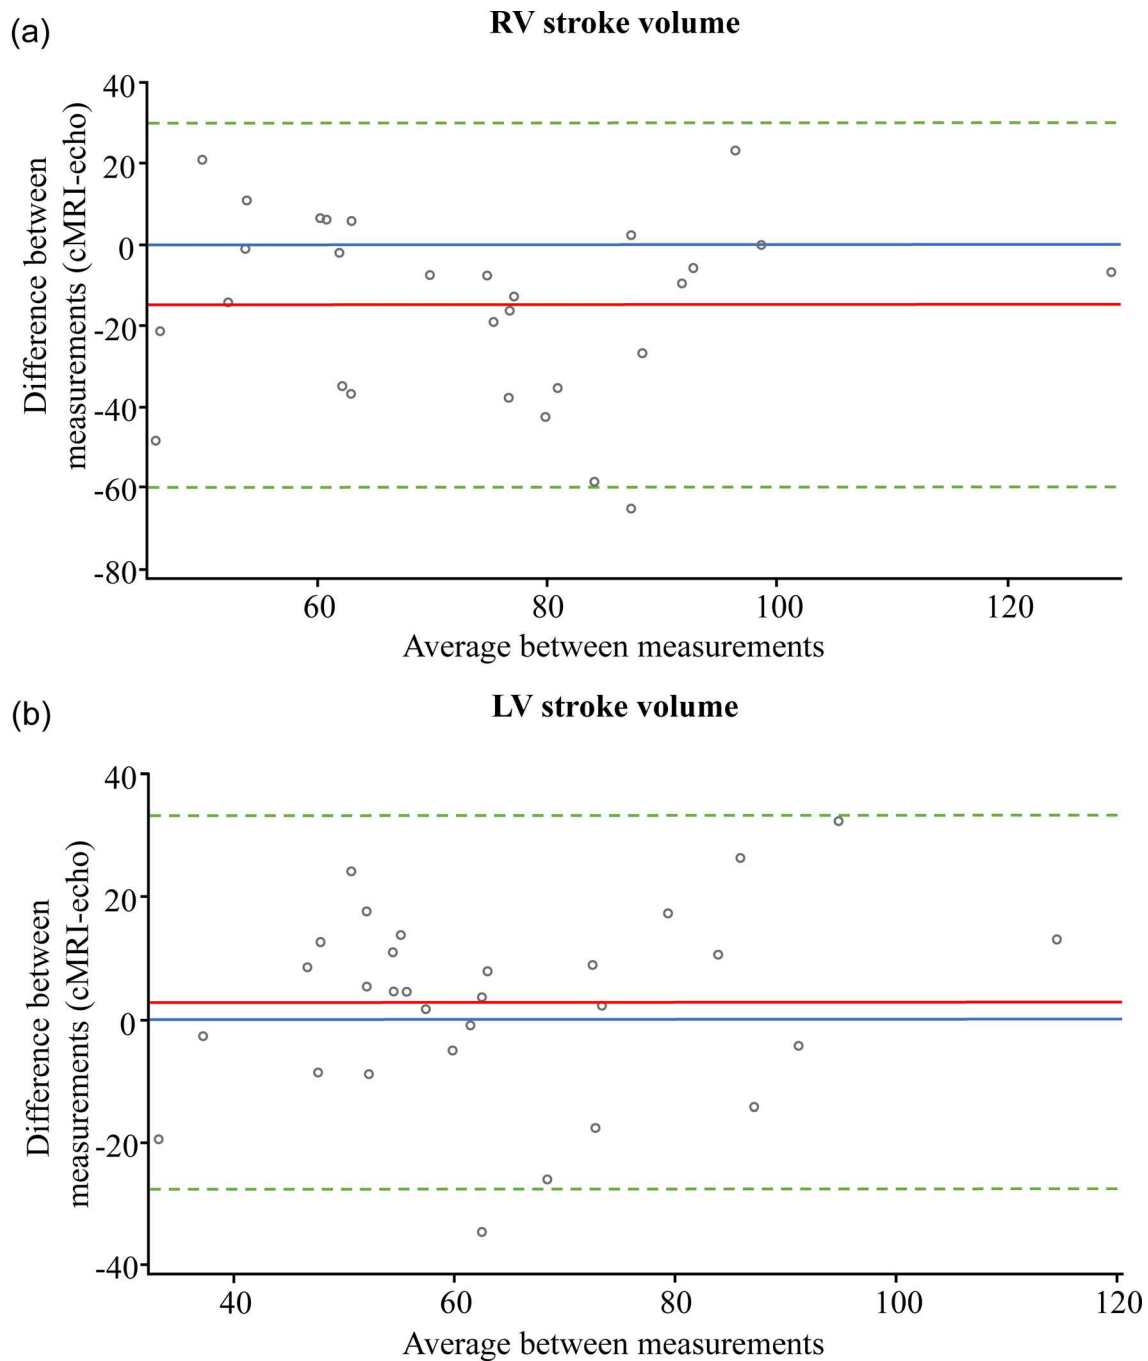 (a)
RV stroke volume
Difference between
measurements (cMRI-echo)
40
20
0
-20
-40
-60
-80
60
80
100
120
Average between measurements
(b)
LV stroke volume
Difference between
measurements (cMRI-echo)
40
20
0
-20
-40
40
60
80
100
120
Average between measurements